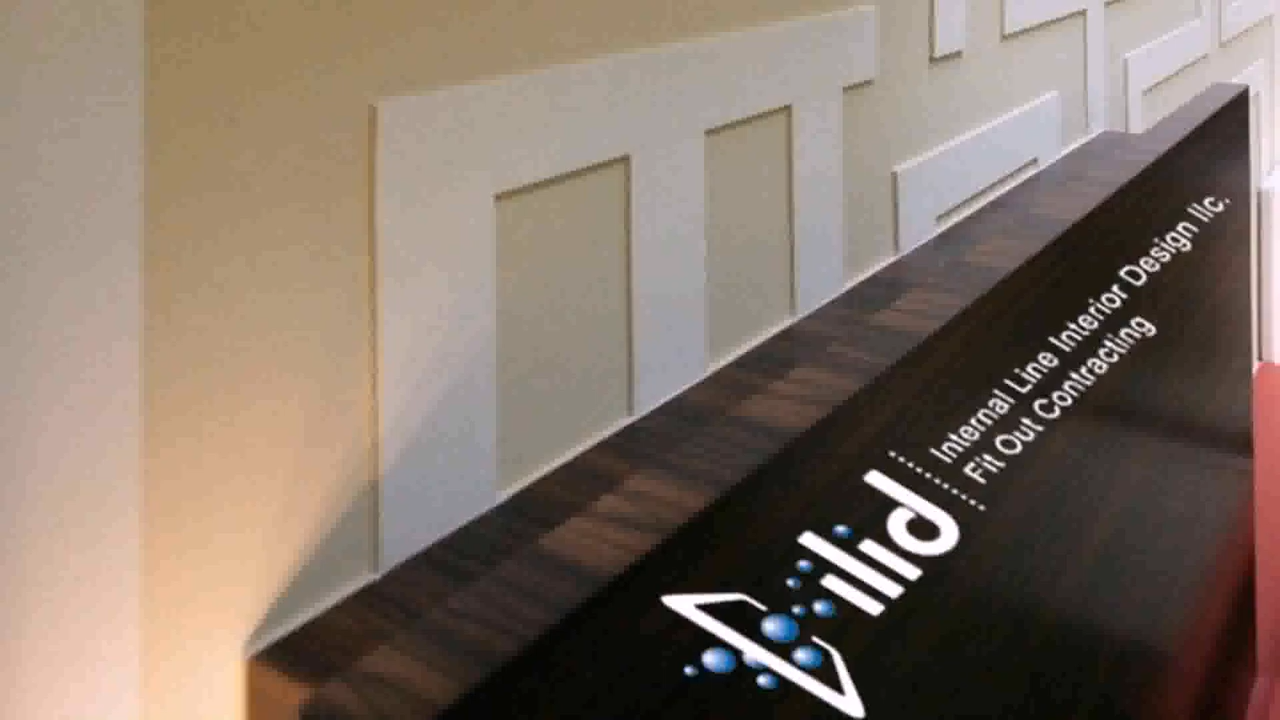 ilid
Internal Line Interior Design llc.
Fit Out Contracting